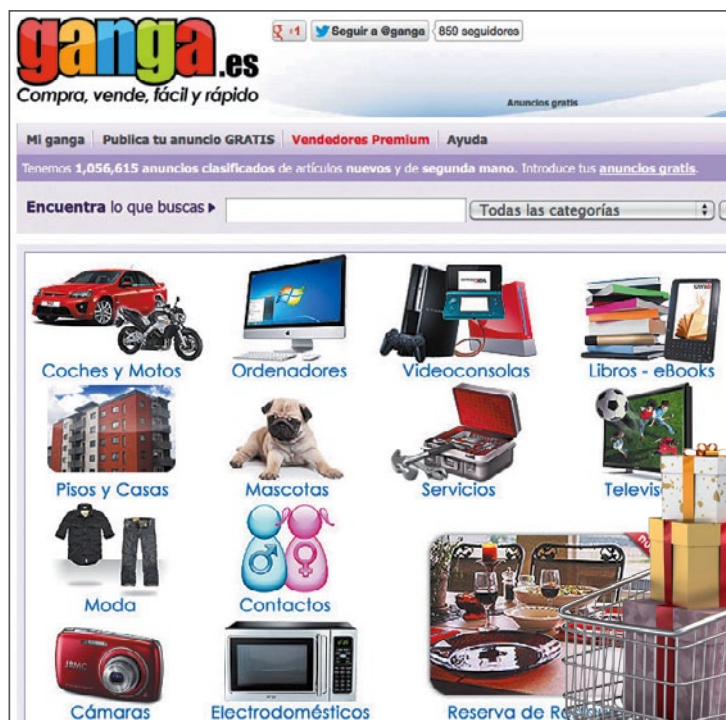 ganga.es
Compra, vende, fácil y rápido
+1
Seguir a @ganga
850 seguidores
Anuncios gratis
Mi ganga
Publica tu anuncio GRATIS
Vendedores Premium
Ayuda
Tenemos 1,056,615 anuncios clasificados de artículos nuevos y de segunda mano. Introduce tus anuncios gratis.
Encuentra lo que buscas
Todas las categorías
Coches y Motos
Ordenadores
Videoconsolas
Libros - eBooks
Pisos y Casas
Mascotas
Servicios
Televis
Moda
Contactos
Cámaras
Electrodomésticos
Reserva de